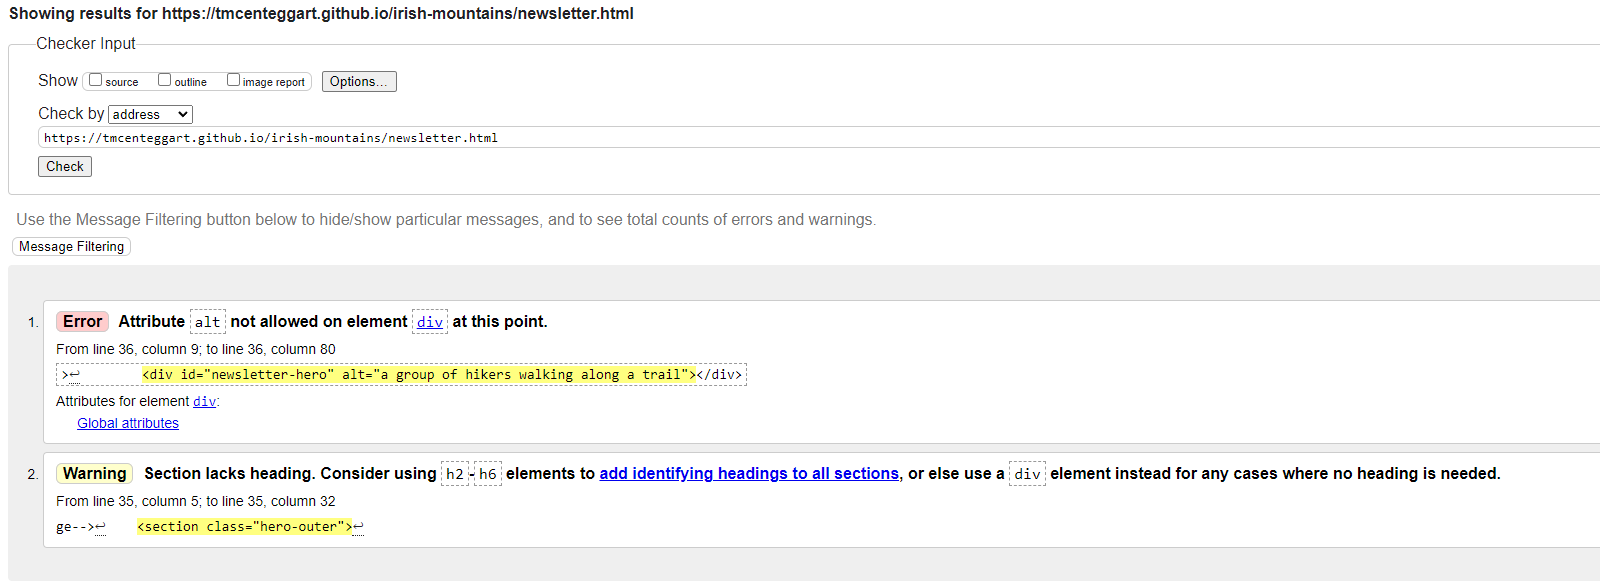 Showing results for https://tmcenteggart.github.io/irish-mountains/newsletter.html
Checker Input
Show source outline image report Options...
Check by address
https://tmcenteggart.github.io/irish-mountains/newsletter.html
Check
Use the Message Filtering button below to hide/show particular messages, and to see total counts of errors and warnings.
Message Filtering
1. Error Attribute alt not allowed on element div at this point.
From line 36, column 9; to line 36, column 80
>↩ <div id="newsletter-hero" alt="a group of hikers walking along a trail"></div>
Attributes for element div:
Global attributes
2. Warning Section lacks heading. Consider using h2-h6 elements to add identifying headings to all sections, or else use a div element instead for any cases where no heading is needed.
From line 35, column 5; to line 35, column 32
ge-->↩ <section class="hero-outer">↩